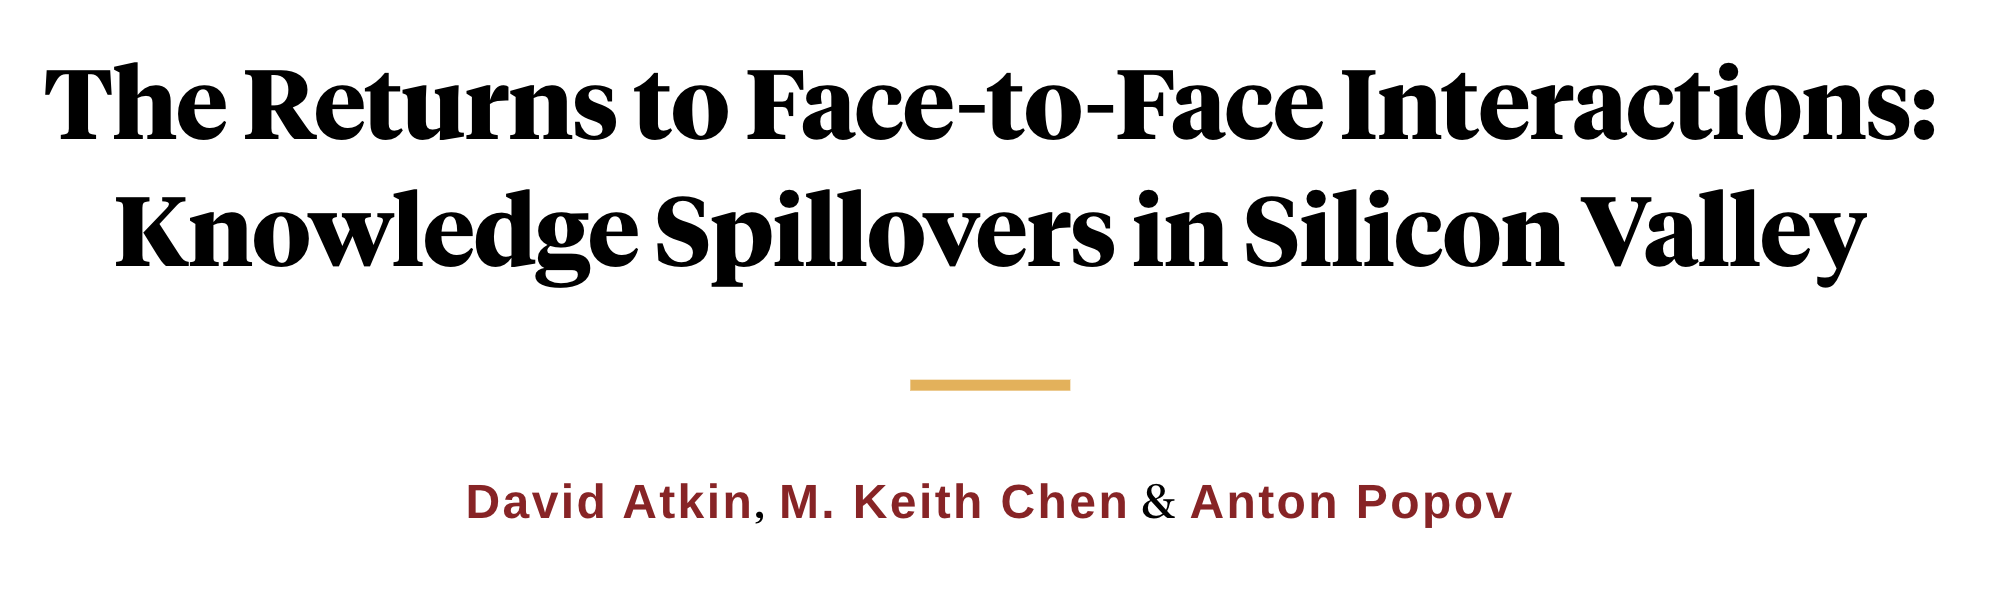 The Returns to Face-to-Face Interactions:
Knowledge Spillovers in Silicon Valley
David Atkin, M. Keith Chen & Anton Popov